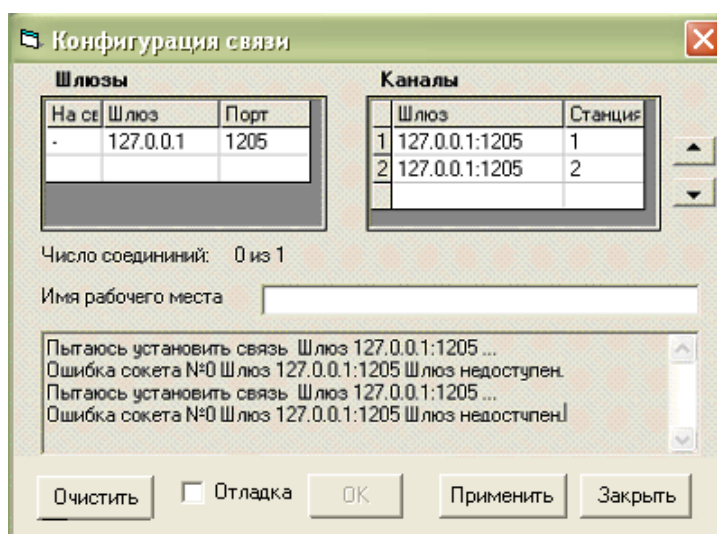 Конфигурация связи
Шлюзы
Каналы
На се Шлюз Порт
- 127.0.0.1 1205
Шлюз Станция
1 127.0.0.1:1205 1
2 127.0.0.1:1205 2
Число соедининий: 0 из 1
Имя рабочего места
Пытаюсь установить связь Шлюз 127.0.0.1:1205 ...
Ошибка сокета №0 Шлюз 127.0.0.1:1205 Шлюз недоступен.
Пытаюсь установить связь Шлюз 127.0.0.1:1205 ...
Ошибка сокета №0 Шлюз 127.0.0.1:1205 Шлюз недоступен.
Очистить Отладка OK Применить Закрыть